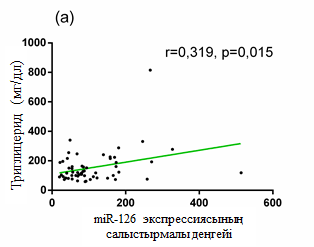 (a)
r=0,319, p=0,015
Триглицерид (мг/дл)
1000
800
600
400
200
0
0
200
400
600
miR-126 экспрессиясының
салыстырмалы деңгейі